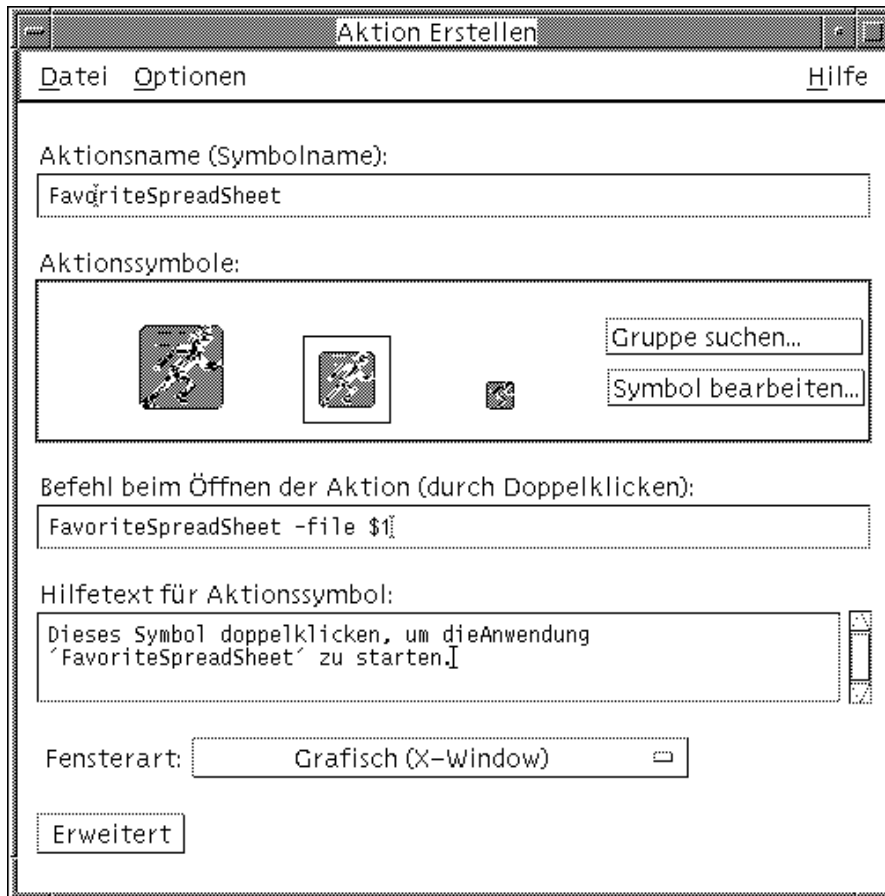 Aktion Erstellen
Datei Optionen Hilfe
Aktionsname (Symbolname):
FavoriteSpreadSheet
Aktionssymbole:
Gruppe suchen...
Symbol bearbeiten...
Befehl beim Öffnen der Aktion (durch Doppelklicken):
FavoriteSpreadSheet -file $1
Hilfetext für Aktionssymbol:
Dieses Symbol doppelklicken, um dieAnwendung
´FavoriteSpreadSheet´ zu starten.
Fensterart: Grafisch (X-Window)
Erweitert